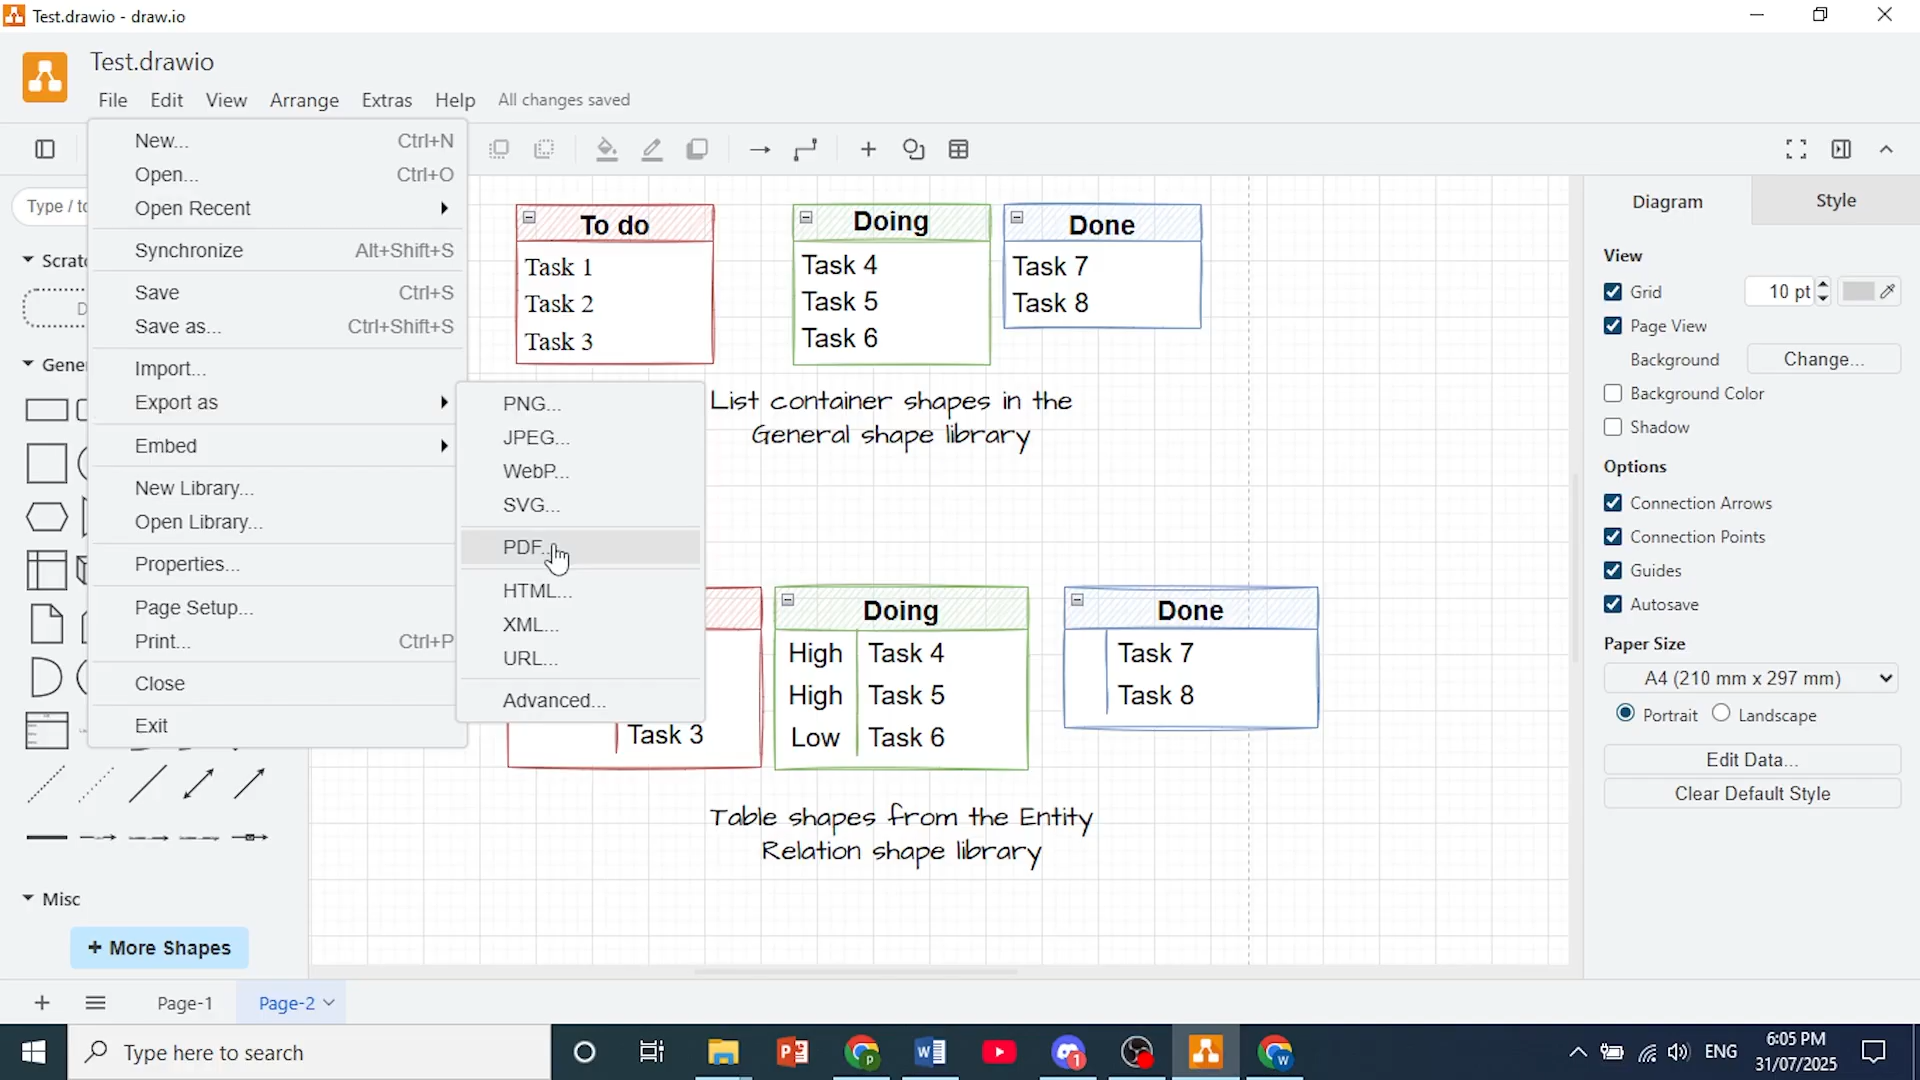 Test.drawio - draw.io
Test.drawio
File Edit View Arrange Extras Help All changes saved
New... Ctrl+N
Open... Ctrl+O
Open Recent
Synchronize Alt+Shift+S
Save Ctrl+S
Save as... Ctrl+Shift+S
Import...
Export as
Embed
New Library...
Open Library...
Properties...
Page Setup...
Print... Ctrl+P
Close
Exit
PNG...
JPEG...
WebP...
SVG...
PDF...
HTML...
XML...
URL...
Advanced...
Type / to
Misc
+ More Shapes
To do
Task 1
Task 2
Task 3
Doing
Task 4
Task 5
Task 6
Done
Task 7
Task 8
List container shapes in the
General shape library
Task 3
Doing
High Task 4
High Task 5
Low Task 6
Done
Task 7
Task 8
Table shapes from the Entity
Relation shape library
Diagram Style
View
Grid 10 pt
Page View
Background Change...
Background Color
Shadow
Options
Connection Arrows
Connection Points
Guides
Autosave
Paper Size
A4 (210 mm x 297 mm)
Portrait Landscape
Edit Data...
Clear Default Style
Page-1 Page-2
Type here to search
1
ENG
6:05 PM
31/07/2025